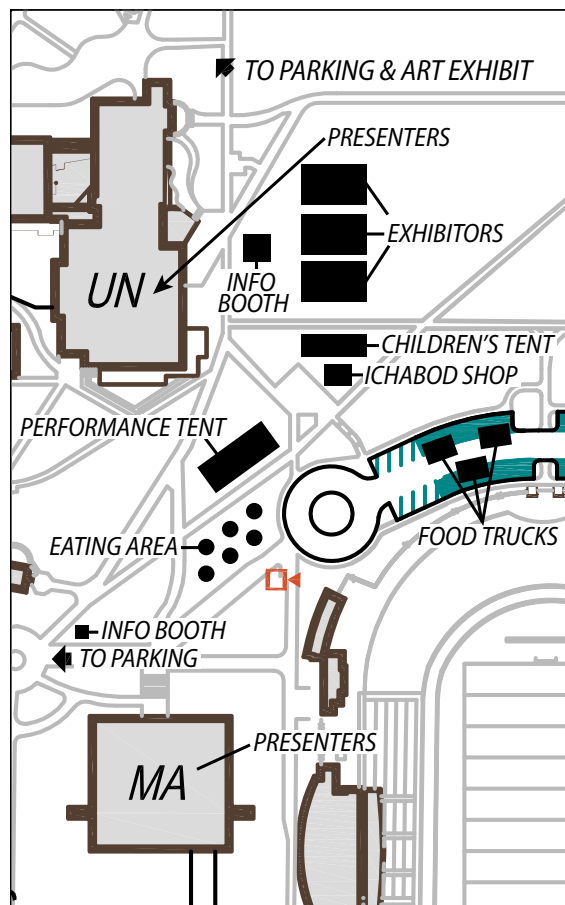 TO PARKING & ART EXHIBIT
PRESENTERS
EXHIBITORS
UN
INFO
BOOTH
CHILDREN'S TENT
ICHABOD SHOP
PERFORMANCE TENT
FOOD TRUCKS
EATING AREA
INFO BOOTH
TO PARKING
PRESENTERS
MA